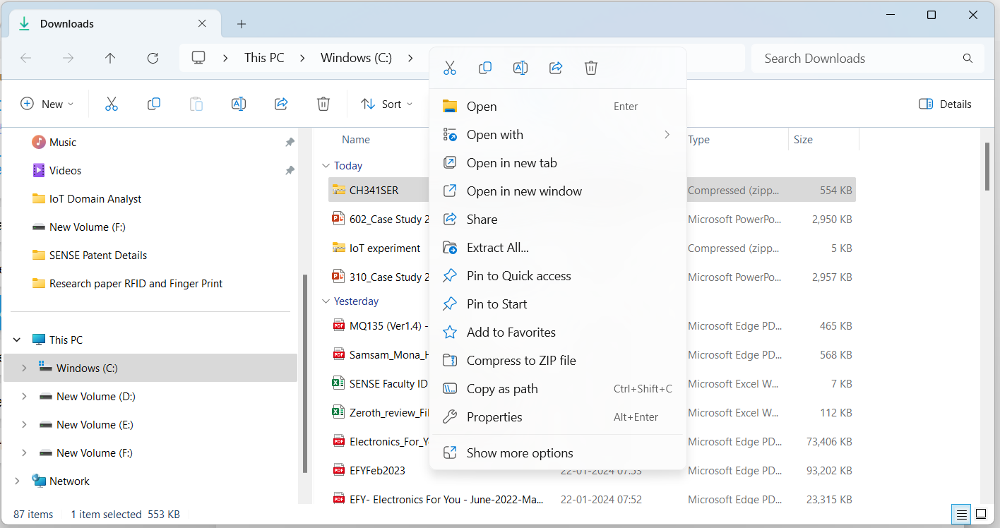 Downloads
This PC
Windows (C:)
Search Downloads
New
Sort
Details
Music
Videos
IoT Domain Analyst
New Volume (F:)
SENSE Patent Details
Research paper RFID and Finger Print
This PC
Windows (C:)
New Volume (D:)
New Volume (E:)
New Volume (F:)
Network
Name Type Size
Today
CH341SER Compressed (zipp... 554 KB
602_Case Study 2 Microsoft PowerPo... 2,950 KB
IoT experiment Compressed (zipp... 5 KB
310_Case Study 2 Microsoft PowerPo... 2,957 KB
Yesterday
MQ135 (Ver1.4) - Microsoft Edge PD... 465 KB
Samsam_Mona_H Microsoft Edge PD... 568 KB
SENSE Faculty ID Microsoft Excel W... 7 KB
Zeroth_review_Fil Microsoft Excel W... 112 KB
Electronics_For_Y Microsoft Edge PD... 73,406 KB
EFYFeb2023 22-01-2024 07:53 Microsoft Edge PD... 93,202 KB
EFY- Electronics For You - June-2022-Ma... 22-01-2024 07:52 Microsoft Edge PD... 23,315 KB
Open Enter
Open with
Open in new tab
Open in new window
Share
Extract All...
Pin to Quick access
Pin to Start
Add to Favorites
Compress to ZIP file
Copy as path Ctrl+Shift+C
Properties Alt+Enter
Show more options
87 items 1 item selected 553 KB